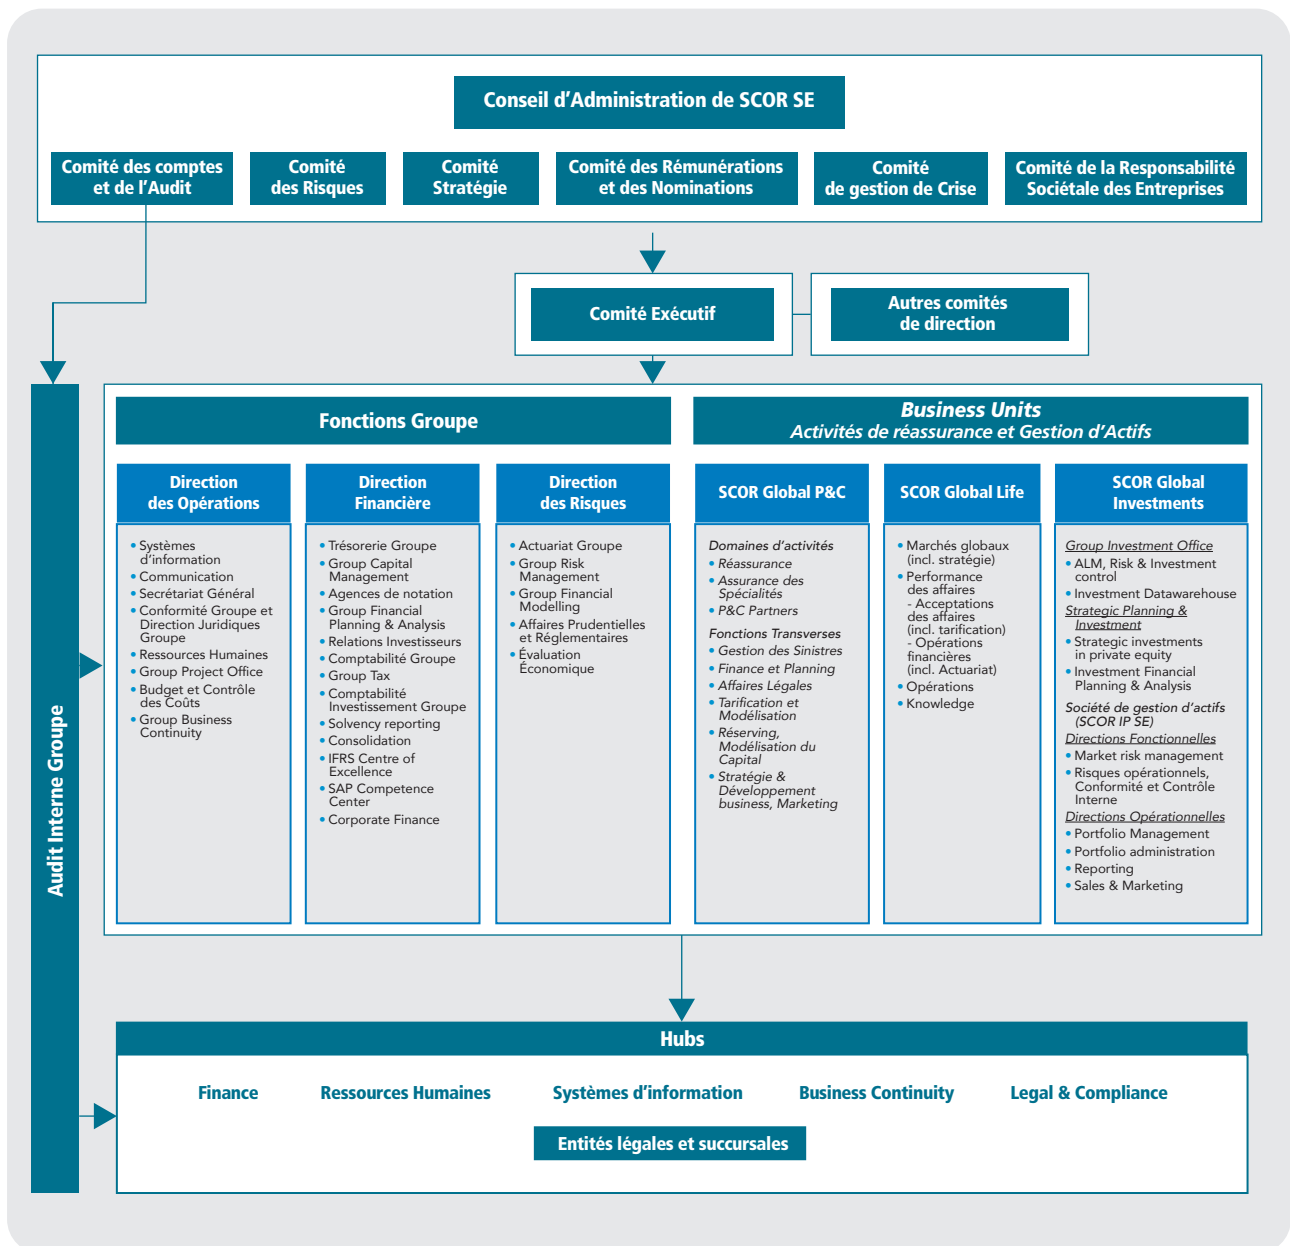 Conseil d’Administration de SCOR SE
Comité des comptes
et de l’Audit
Comité
des Risques
Comité
Stratégie
Comité des Rémunérations
et des Nominations
Comité
de gestion de Crise
Comité de la Responsabilité
Sociétale des Entreprises
Comité Exécutif
Autres comités
de direction
Audit Interne Groupe
Fonctions Groupe
Business Units
Activités de réassurance et Gestion d’Actifs
Direction
des Opérations
• Systèmes
d’information
• Communication
• Secrétariat Général
• Conformité Groupe et
Direction Juridiques
Groupe
• Ressources Humaines
• Group Project Office
• Budget et Contrôle
des Coûts
• Group Business
Continuity
Direction
Financière
• Trésorerie Groupe
• Group Capital
Management
• Agences de notation
• Group Financial
Planning & Analysis
• Relations Investisseurs
• Comptabilité Groupe
• Group Tax
• Comptabilité
Investissement Groupe
• Solvency reporting
• Consolidation
• IFRS Centre of
Excellence
• SAP Competence
Center
• Corporate Finance
Direction
des Risques
• Actuariat Groupe
• Group Risk
Management
• Group Financial
Modelling
• Affaires Prudentielles
et Réglementaires
• Évaluation
Économique
SCOR Global P&C
Domaines d’activités
• Réassurance
• Assurance des
Spécialités
• P&C Partners
Fonctions Transverses
• Gestion des Sinistres
• Finance et Planning
• Affaires Légales
• Tarification et
Modélisation
• Réserving,
Modélisation du
Capital
• Stratégie &
Développement
business, Marketing
SCOR Global Life
• Marchés globaux
(incl. stratégie)
• Performance
des affaires
- Acceptations
des affaires
(incl. tarification)
- Opérations
financières
(incl. Actuariat)
• Opérations
• Knowledge
SCOR Global
Investments
Group Investment Office
• ALM, Risk & Investment
control
• Investment Datawarehouse
Strategic Planning &
Investment
• Strategic investments
in private equity
• Investment Financial
Planning & Analysis
Société de gestion d’actifs
(SCOR IP SE)
Directions Fonctionnelles
• Market risk management
• Risques opérationnels,
Conformité et Contrôle
Interne
Directions Opérationnelles
• Portfolio Management
• Portfolio administration
• Reporting
• Sales & Marketing
Hubs
Finance
Ressources Humaines
Systèmes d’information
Business Continuity
Legal & Compliance
Entités légales et succursales